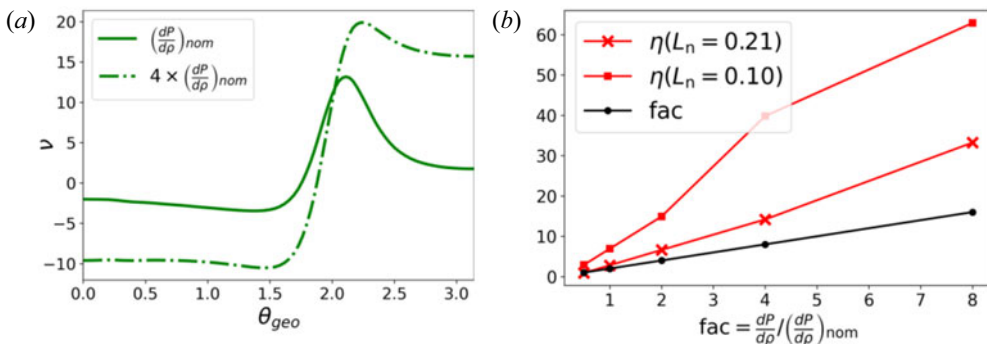 (a)
20
15
10
5
0
−5
−10
ν
(dP/dρ)nom
4 × (dP/dρ)nom
0.0 0.5 1.0 1.5 2.0 2.5 3.0
θgeo
(b)
60
50
40
30
20
10
0
η(Ln = 0.21)
η(Ln = 0.10)
fac
1 2 3 4 5 6 7 8
fac = dP/dρ/(dP/dρ)nom